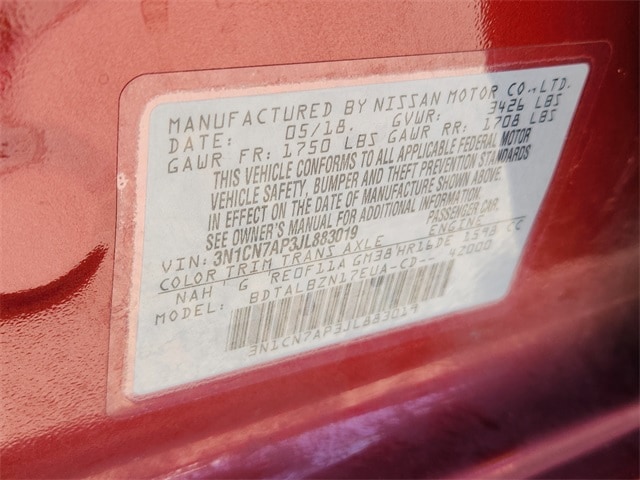 MANUFACTURED BY NISSAN MOTOR CO.,LTD.
DATE: 05/18. GVWR: 3426 LBS
GAWR FR: 1750 LBS GAWR RR: 1708 LBS
THIS VEHICLE CONFORMS TO ALL APPLICABLE FEDERAL MOTOR
VEHICLE SAFETY, BUMPER AND THEFT PREVENTION STANDARDS
IN EFFECT ON THE DATE OF MANUFACTURE SHOWN ABOVE.
SEE OWNER'S MANUAL FOR ADDITIONAL INFORMATION.
VIN: 3N1CN7AP3JL883019 PASSENGER CAR
COLOR TRIM TRANS AXLE ENGINE
NAH G RE0F11A GM38 HR16DE 1598 CC
MODEL: BDTALBZN17EUA-CD-- 42000
3N1CN7AP3JL883019